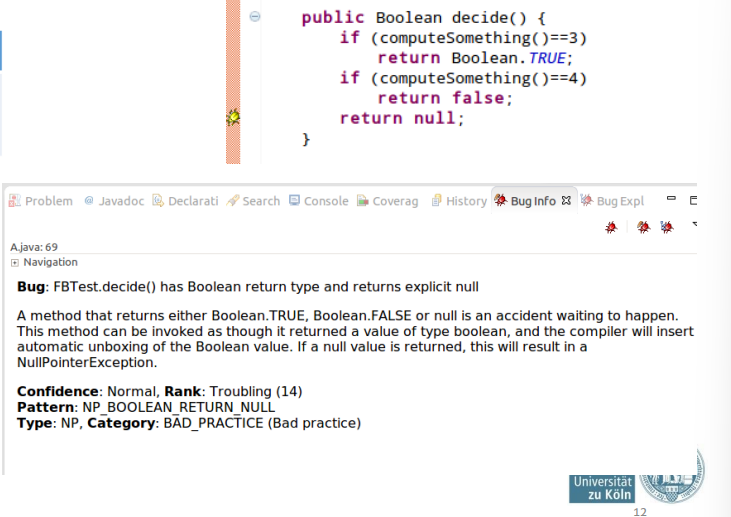 public Boolean decide() {
if (computeSomething()==3)
return Boolean.TRUE;
if (computeSomething()==4)
return false;
return null;
}
Problem @ Javadoc Declarati Search Console Coverag History Bug Info Bug Expl
A.java: 69
Navigation
Bug: FBTest.decide() has Boolean return type and returns explicit null
A method that returns either Boolean.TRUE, Boolean.FALSE or null is an accident waiting to happen.
This method can be invoked as though it returned a value of type boolean, and the compiler will insert
automatic unboxing of the Boolean value. If a null value is returned, this will result in a
NullPointerException.
Confidence: Normal, Rank: Troubling (14)
Pattern: NP_BOOLEAN_RETURN_NULL
Type: NP, Category: BAD_PRACTICE (Bad practice)
Universität
zu Köln
12